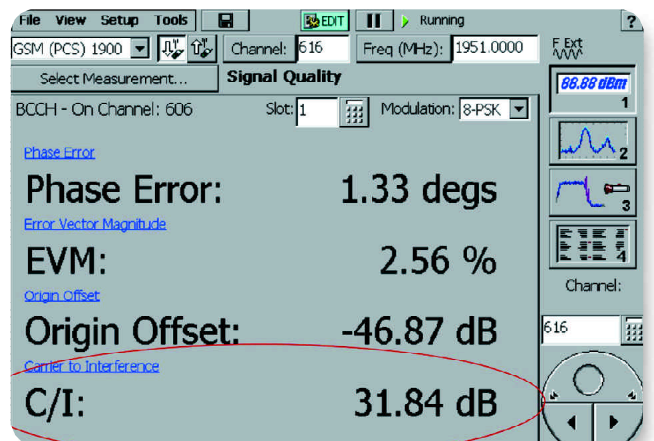 File View Setup Tools EDIT Running ?
GSM (PCS) 1900 Channel: 616 Freq (MHz): 1951.0000 F Ext
Select Measurement... Signal Quality
88.88 dBm
1
BCCH - On Channel: 606 Slot: 1 Modulation: 8-PSK
2
Phase Error
Phase Error: 1.33 degs
3
Error Vector Magnitude
EVM: 2.56 %
4
Channel:
Origin Offset
Origin Offset: -46.87 dB
616
Carrier to Interference
C/I: 31.84 dB